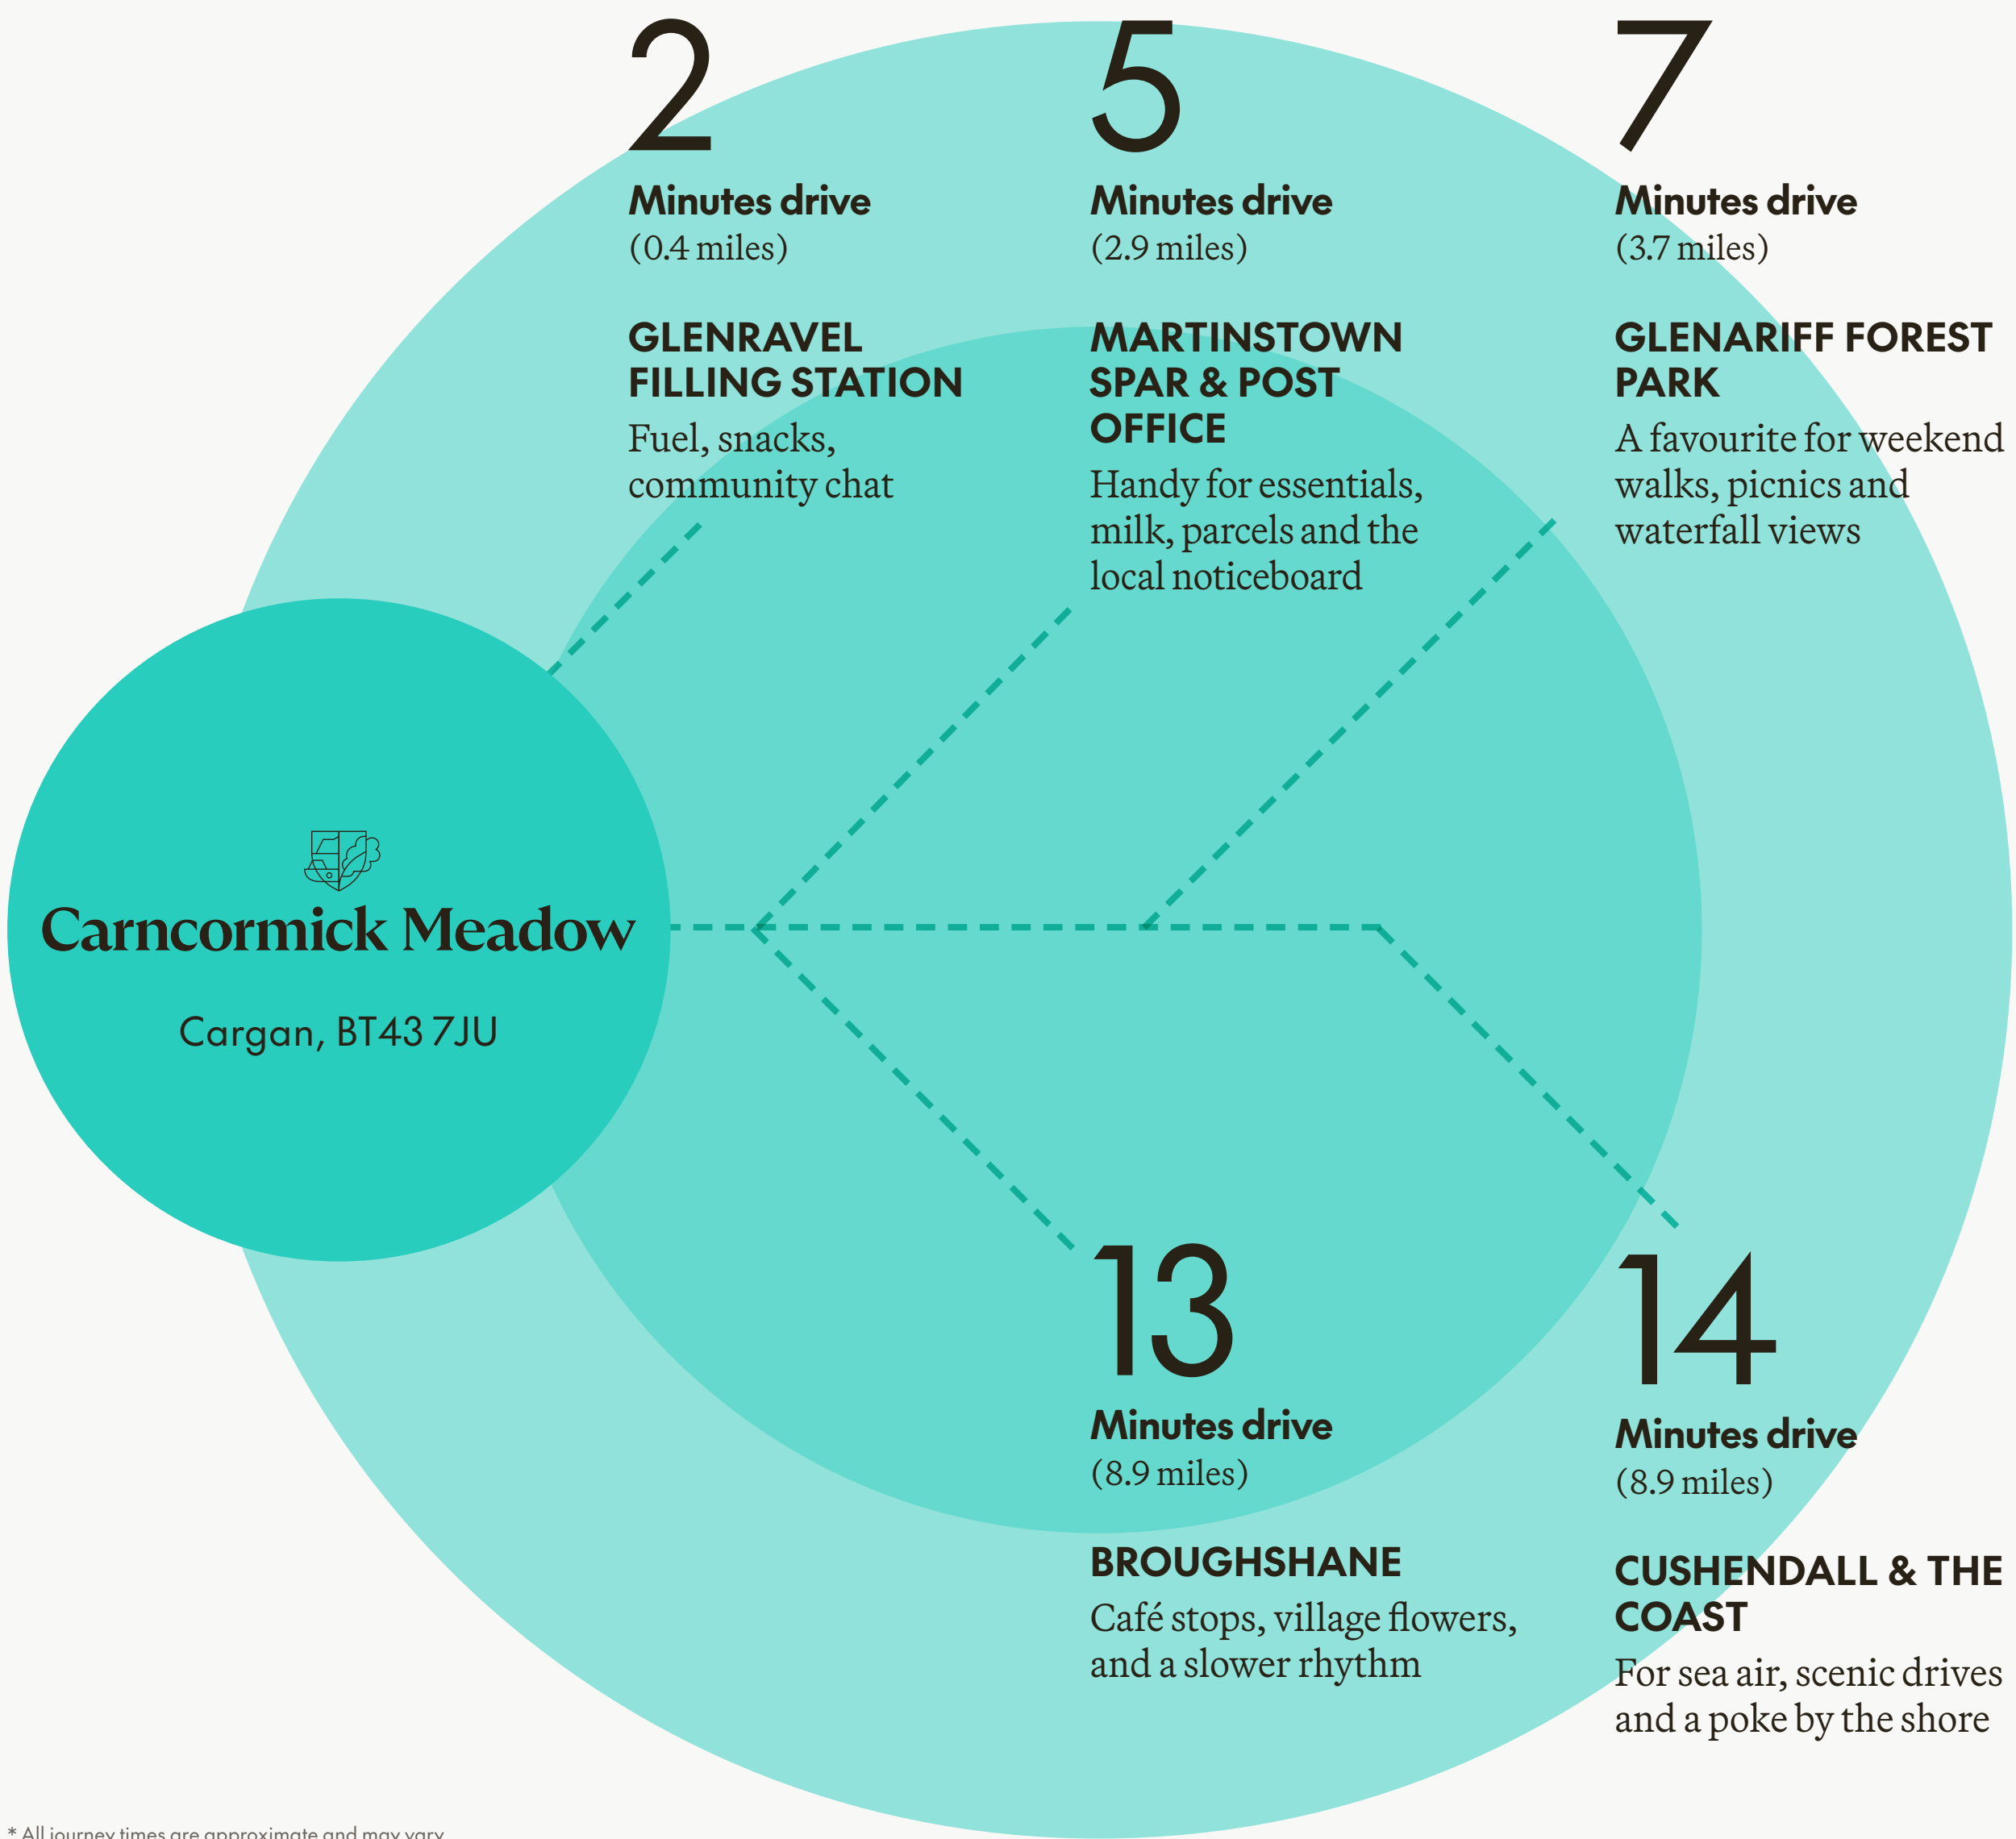 2
Minutes drive
(0.4 miles)
GLENRAVEL
FILLING STATION
Fuel, snacks,
community chat
5
Minutes drive
(2.9 miles)
MARTINSTOWN
SPAR & POST
OFFICE
Handy for essentials,
milk, parcels and the
local noticeboard
7
Minutes drive
(3.7 miles)
GLENARIFF FOREST
PARK
A favourite for weekend
walks, picnics and
waterfall views
Carncormick Meadow
Cargan, BT43 7JU
13
Minutes drive
(8.9 miles)
BROUGHSHANE
Café stops, village flowers,
and a slower rhythm
14
Minutes drive
(8.9 miles)
CUSHENDALL & THE
COAST
For sea air, scenic drives
and a poke by the shore
* All journey times are approximate and may vary